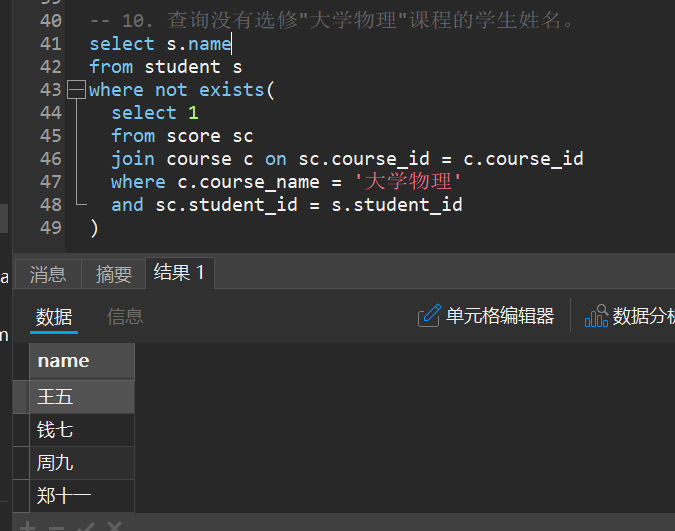 40 -- 10. 查询没有选修"大学物理"课程的学生姓名。
41 select s.name
42 from student s
43 where not exists(
44 select 1
45 from score sc
46 join course c on sc.course_id = c.course_id
47 where c.course_name = '大学物理'
48 and sc.student_id = s.student_id
49 )
消息 摘要 结果 1
数据 信息 单元格编辑器 数据分
name
王五
钱七
周九
郑十一